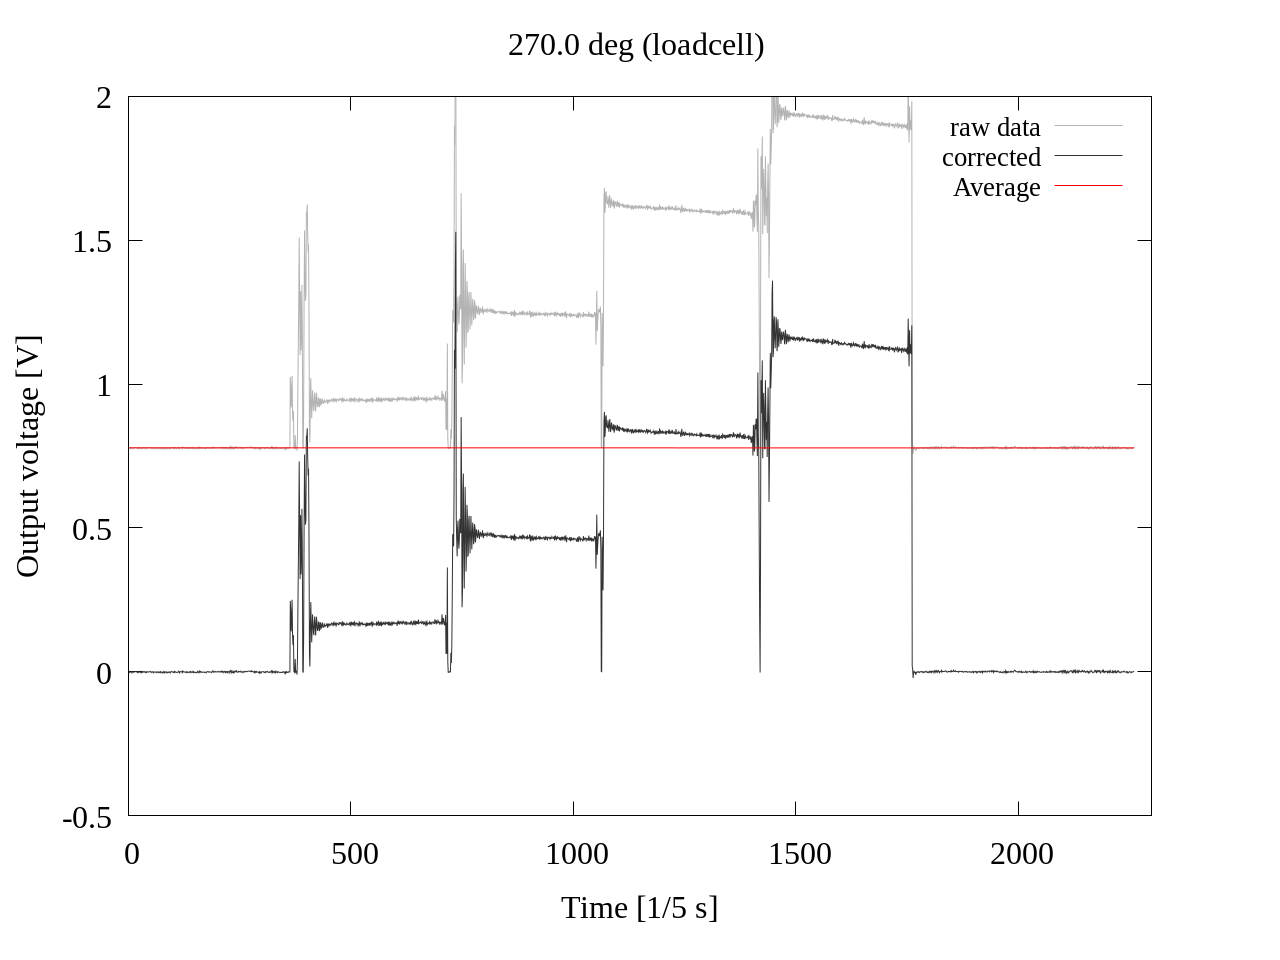 270.0 deg (loadcell)
2
1.5
1
0.5
0
-0.5
Output voltage [V]
raw data
corrected
Average
0 500 1000 1500 2000
Time [1/5 s]